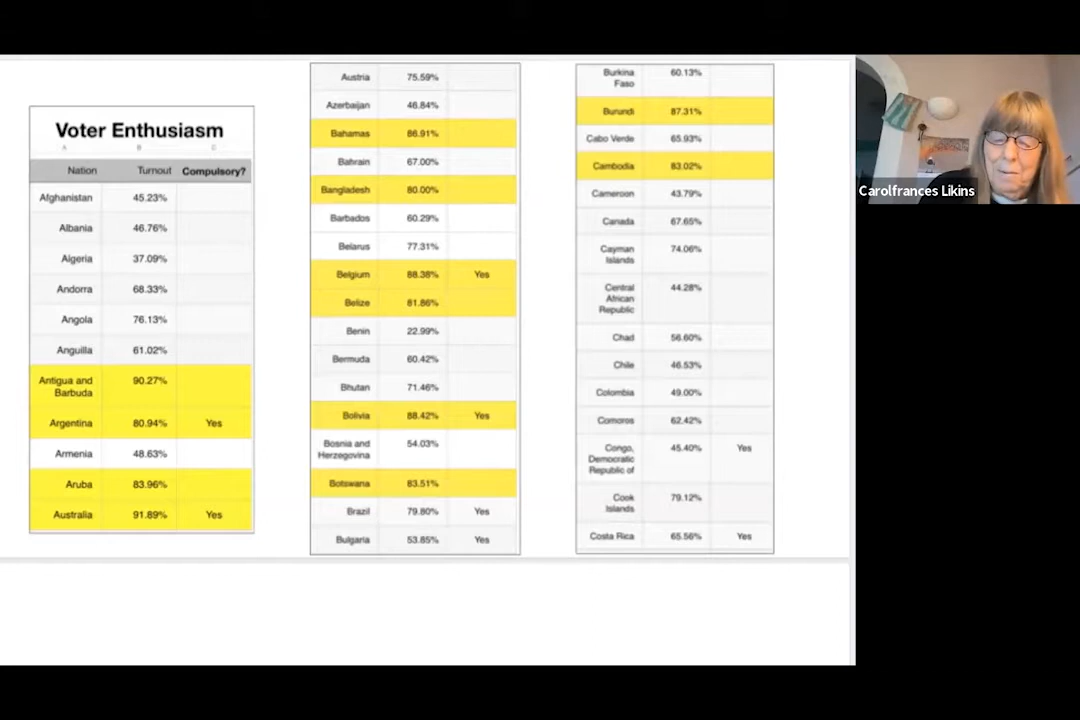 Voter Enthusiasm
A B C
Nation Turnout Compulsory?
Afghanistan 45.23%
Albania 46.76%
Algeria 37.09%
Andorra 68.33%
Angola 76.13%
Anguilla 61.02%
Antigua and 90.27%
Barbuda
Argentina 80.94% Yes
Armenia 48.63%
Aruba 83.96%
Australia 91.89% Yes
Austria 75.59%
Azerbaijan 46.84%
Bahamas 86.91%
Bahrain 67.00%
Bangladesh 80.00%
Barbados 60.29%
Belarus 77.31%
Belgium 88.38% Yes
Belize 81.86%
Benin 22.99%
Bermuda 60.42%
Bhutan 71.46%
Bolivia 88.42% Yes
Bosnia and 54.03%
Herzegovina
Botswana 83.51%
Brazil 79.80% Yes
Bulgaria 53.85% Yes
Burkina 60.13%
Faso
Burundi 87.31%
Cabo Verde 65.93%
Cambodia 83.02%
Cameroon 43.79%
Canada 67.65%
Cayman 74.06%
Islands
Central 44.28%
African
Republic
Chad 56.60%
Chile 46.53%
Colombia 49.00%
Comoros 62.42%
Congo, 45.40% Yes
Democratic
Republic of
Cook 79.12%
Islands
Costa Rica 65.56% Yes
Carolfrances Likins